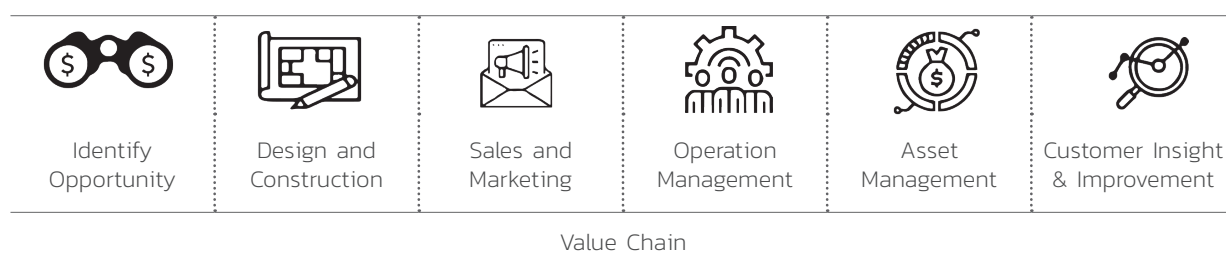 $ $
$
Identify
Opportunity
Design and
Construction
Sales and
Marketing
Operation
Management
Asset
Management
Customer Insight
& Improvement
Value Chain